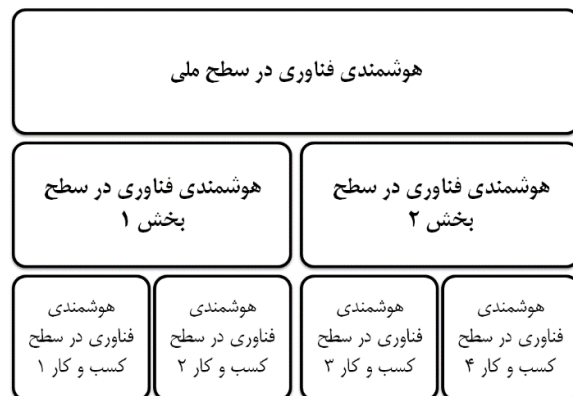 هوشمندی فناوری در سطح ملی
هوشمندی فناوری در سطح
بخش ۲
هوشمندی فناوری در سطح
بخش ۱
هوشمندی
فناوری در سطح
کسب و کار ۴
هوشمندی
فناوری در سطح
کسب و کار ۳
هوشمندی
فناوری در سطح
کسب و کار ۲
هوشمندی
فناوری در سطح
کسب و کار ۱